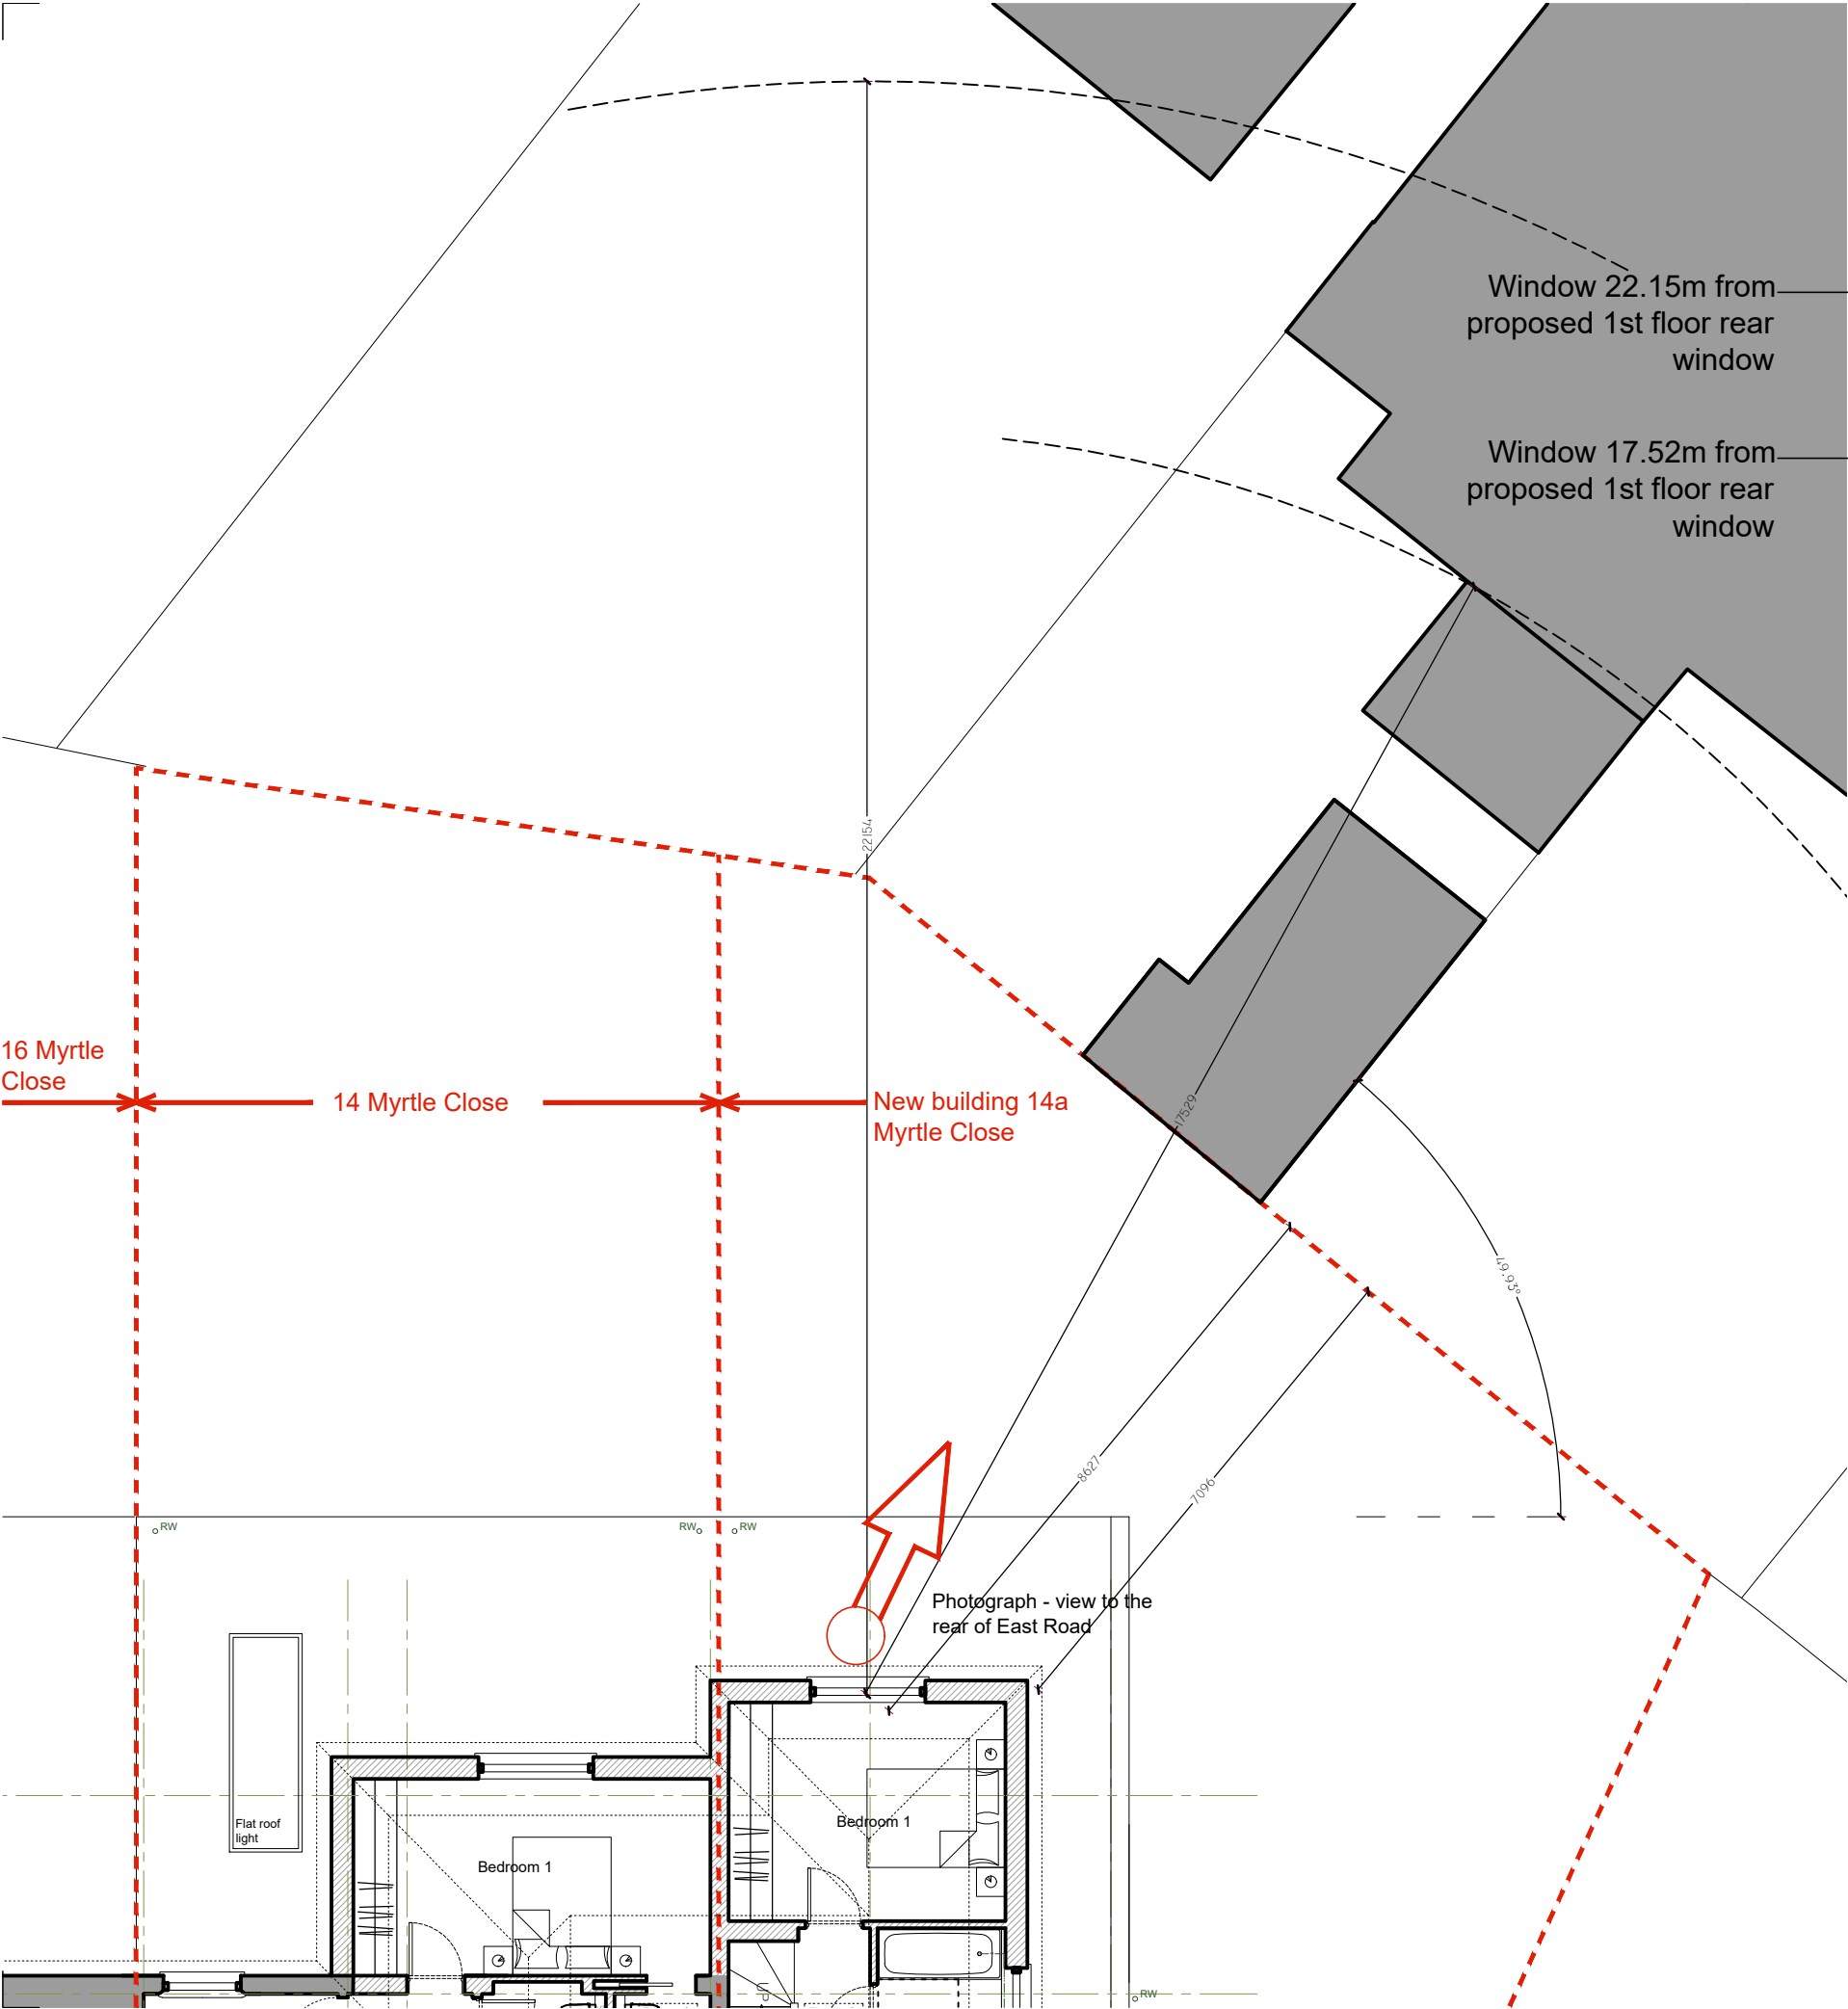 Window 22.15m from
proposed 1st floor rear
window
Window 17.52m from
proposed 1st floor rear
window
22154
16 Myrtle
Close
14 Myrtle Close
New building 14a
Myrtle Close
17529
49.93°
8627
7096
RW
RW
RW
Photograph - view to the
rear of East Road
Flat roof
light
Bedroom 1
Bedroom 1
UP
RW